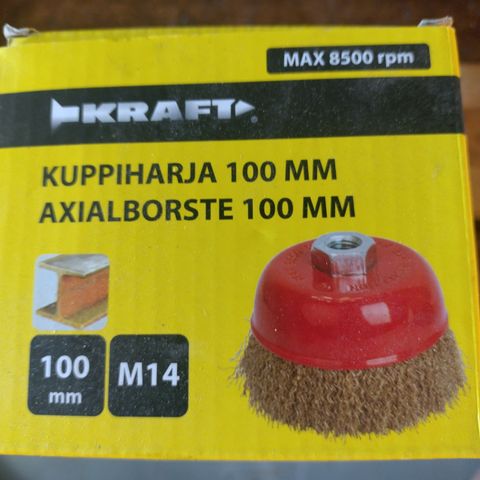 MAX 8500 rpm
KRAFT®
KUPPIHARJA 100 MM
AXIALBORSTE 100 MM
100
mm
M14